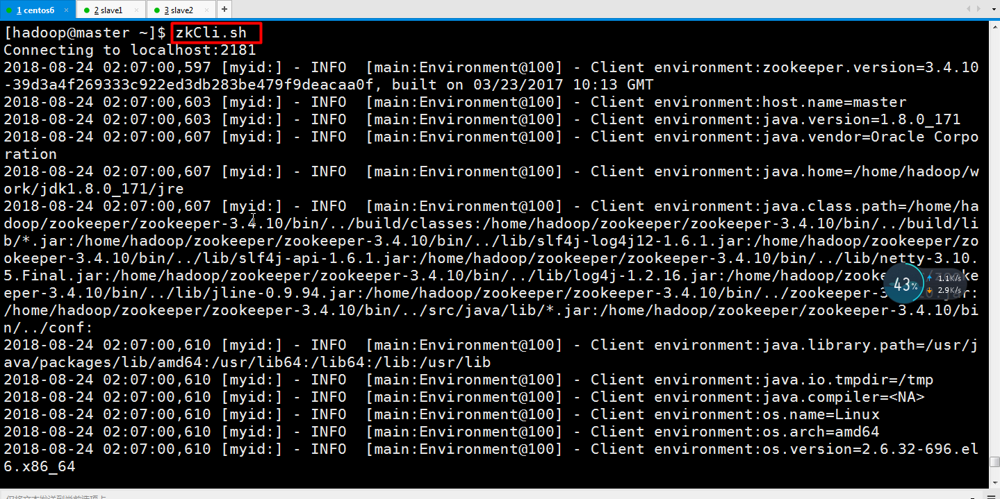 1 centos6
2 slave1
3 slave2
[hadoop@master ~]$ zkCli.sh
Connecting to localhost:2181
2018-08-24 02:07:00,597 [myid:] - INFO  [main:Environment@100] - Client environment:zookeeper.version=3.4.10
-39d3a4f269333c922ed3db283be479f9deacaa0f, built on 03/23/2017 10:13 GMT
2018-08-24 02:07:00,603 [myid:] - INFO  [main:Environment@100] - Client environment:host.name=master
2018-08-24 02:07:00,603 [myid:] - INFO  [main:Environment@100] - Client environment:java.version=1.8.0_171
2018-08-24 02:07:00,607 [myid:] - INFO  [main:Environment@100] - Client environment:java.vendor=Oracle Corpo
ration
2018-08-24 02:07:00,607 [myid:] - INFO  [main:Environment@100] - Client environment:java.home=/home/hadoop/w
ork/jdk1.8.0_171/jre
2018-08-24 02:07:00,607 [myid:] - INFO  [main:Environment@100] - Client environment:java.class.path=/home/ha
doop/zookeeper/zookeeper-3.4.10/bin/../build/classes:/home/hadoop/zookeeper/zookeeper-3.4.10/bin/../build/li
b/*.jar:/home/hadoop/zookeeper/zookeeper-3.4.10/bin/../lib/slf4j-log4j12-1.6.1.jar:/home/hadoop/zookeeper/zo
okeeper-3.4.10/bin/../lib/slf4j-api-1.6.1.jar:/home/hadoop/zookeeper/zookeeper-3.4.10/bin/../lib/netty-3.10.
5.Final.jar:/home/hadoop/zookeeper/zookeeper-3.4.10/bin/../lib/log4j-1.2.16.jar:/home/hadoop/zooke
eper-3.4.10/bin/../lib/jline-0.9.94.jar:/home/hadoop/zookeeper/zookeeper-3.4.10/bin/../zookeeper-3 jar:
/home/hadoop/zookeeper/zookeeper-3.4.10/bin/../src/java/lib/*.jar:/home/hadoop/zookeeper/zookeeper-3.4.10/bi
n/../conf:
43%
1.1K/s
2.9K/s
2018-08-24 02:07:00,610 [myid:] - INFO  [main:Environment@100] - Client environment:java.library.path=/usr/j
ava/packages/lib/amd64:/usr/lib64:/lib64:/lib:/usr/lib
2018-08-24 02:07:00,610 [myid:] - INFO  [main:Environment@100] - Client environment:java.io.tmpdir=/tmp
2018-08-24 02:07:00,610 [myid:] - INFO  [main:Environment@100] - Client environment:java.compiler=<NA>
2018-08-24 02:07:00,610 [myid:] - INFO  [main:Environment@100] - Client environment:os.name=Linux
2018-08-24 02:07:00,610 [myid:] - INFO  [main:Environment@100] - Client environment:os.arch=amd64
2018-08-24 02:07:00,610 [myid:] - INFO  [main:Environment@100] - Client environment:os.version=2.6.32-696.el
6.x86_64